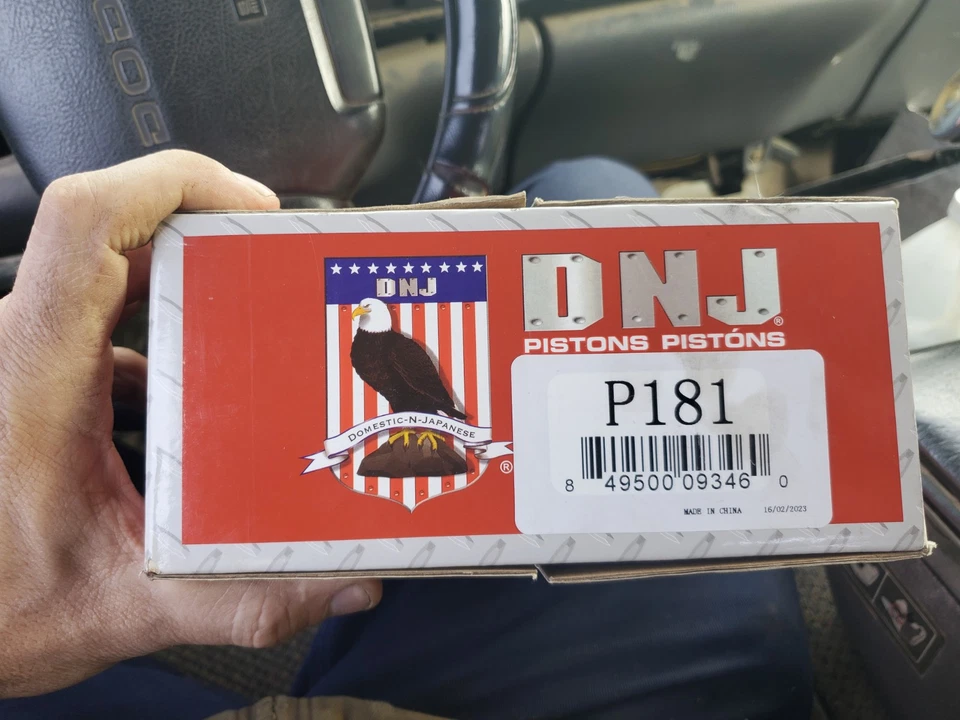 DNJ
DOMESTIC-N-JAPANESE
®
DNJ®
PISTONS PISTÓNS
P181
8 49500 09346 0
MADE IN CHINA 16/02/2023